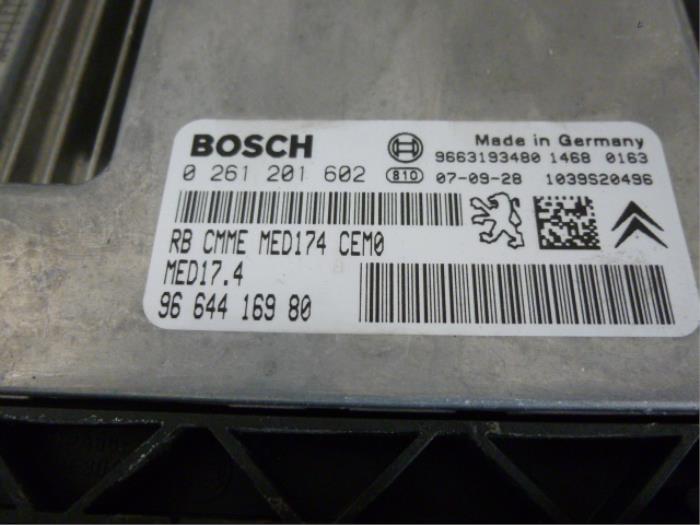 BOSCH
Made in Germany
9663193480 1468 0163
0 261 201 602 810 07-09-28 1039S20496
RB CMME MED174 CEM0
MED17.4
96 644 169 80